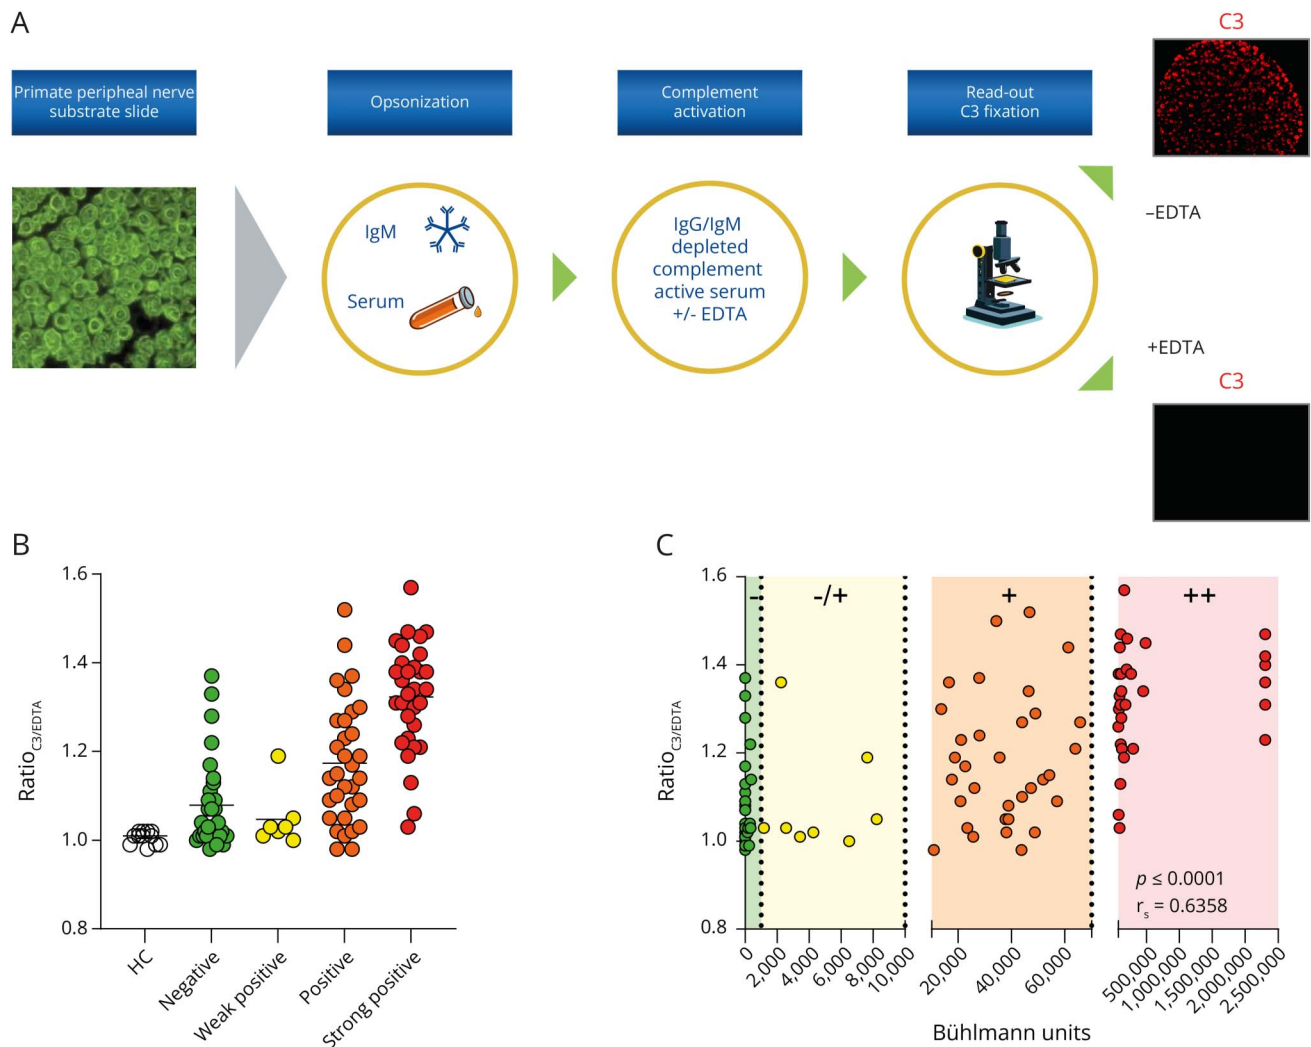 A
C3
Primate peripheal nerve
substrate slide
Opsonization
Complement
activation
Read-out
C3 fixation
IgM
Serum
IgG/IgM
depleted
complement
active serum
+/- EDTA
–EDTA
+EDTA
C3
B
1.6
1.4
1.2
1.0
0.8
Ratio C3/EDTA
HC
Negative
Weak positive
Positive
Strong positive
C
1.6
1.4
1.2
1.0
0.8
Ratio C3/EDTA
-
-/+
+
++
p ≤ 0.0001
rs = 0.6358
0
2,000
4,000
6,000
8,000
10,000
20,000
40,000
60,000
500,000
1,000,000
1,500,000
2,000,000
2,500,000
Bühlmann units